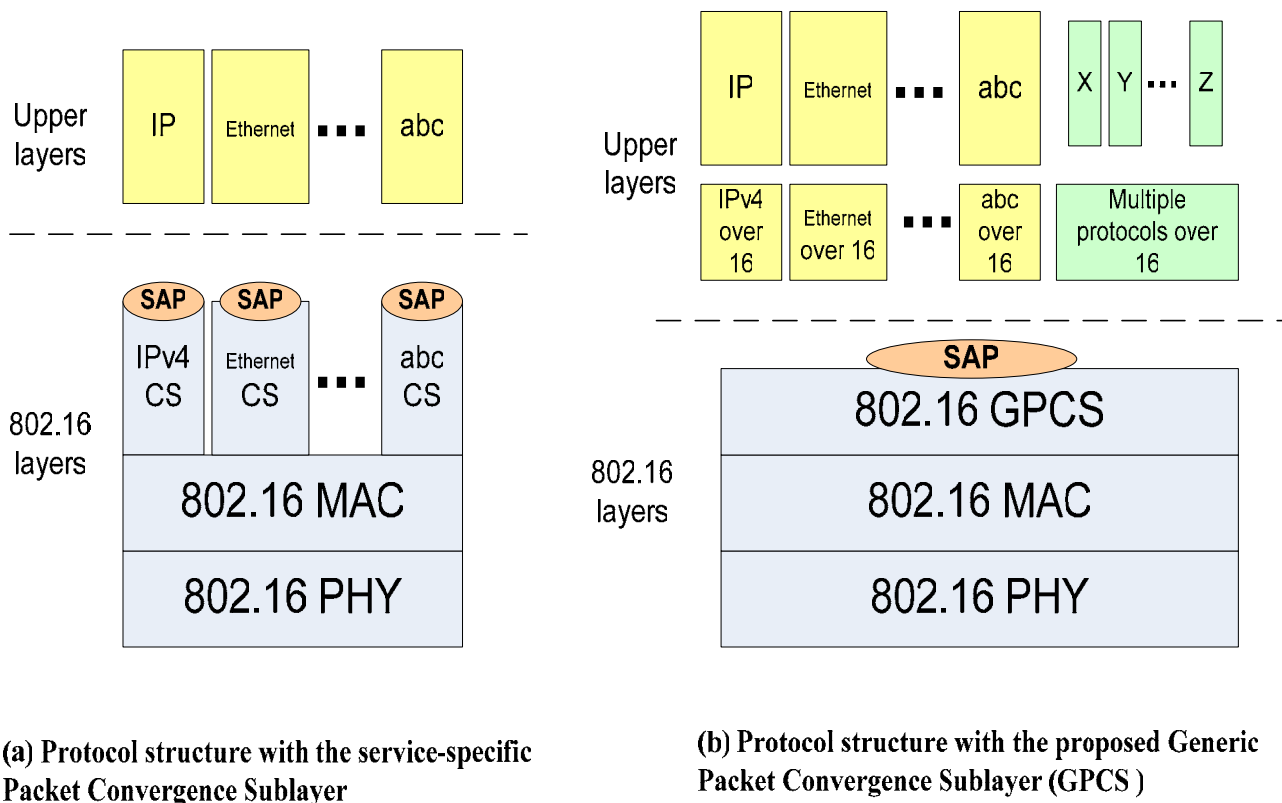 Upper
layers
IP
Ethernet
abc
SAP
SAP
SAP
IPv4
CS
Ethernet
CS
abc
CS
802.16
layers
802.16 MAC
802.16 PHY
(a) Protocol structure with the service-specific
Packet Convergence Sublayer
Upper
layers
IP
Ethernet
abc
X
Y
Z
IPv4
over
16
Ethernet
over 16
abc
over
16
Multiple
protocols over
16
SAP
802.16 GPCS
802.16
layers
802.16 MAC
802.16 PHY
(b) Protocol structure with the proposed Generic
Packet Convergence Sublayer (GPCS )